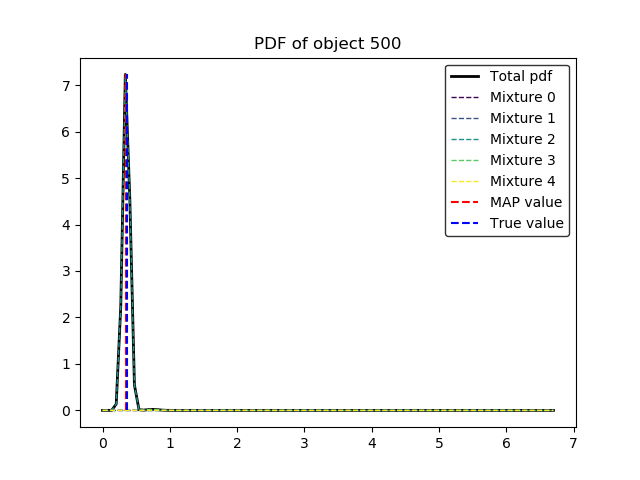 PDF of object 500
Total pdf
Mixture 0
Mixture 1
Mixture 2
Mixture 3
Mixture 4
MAP value
True value
7
6
5
4
3
2
1
0
0 1 2 3 4 5 6 7